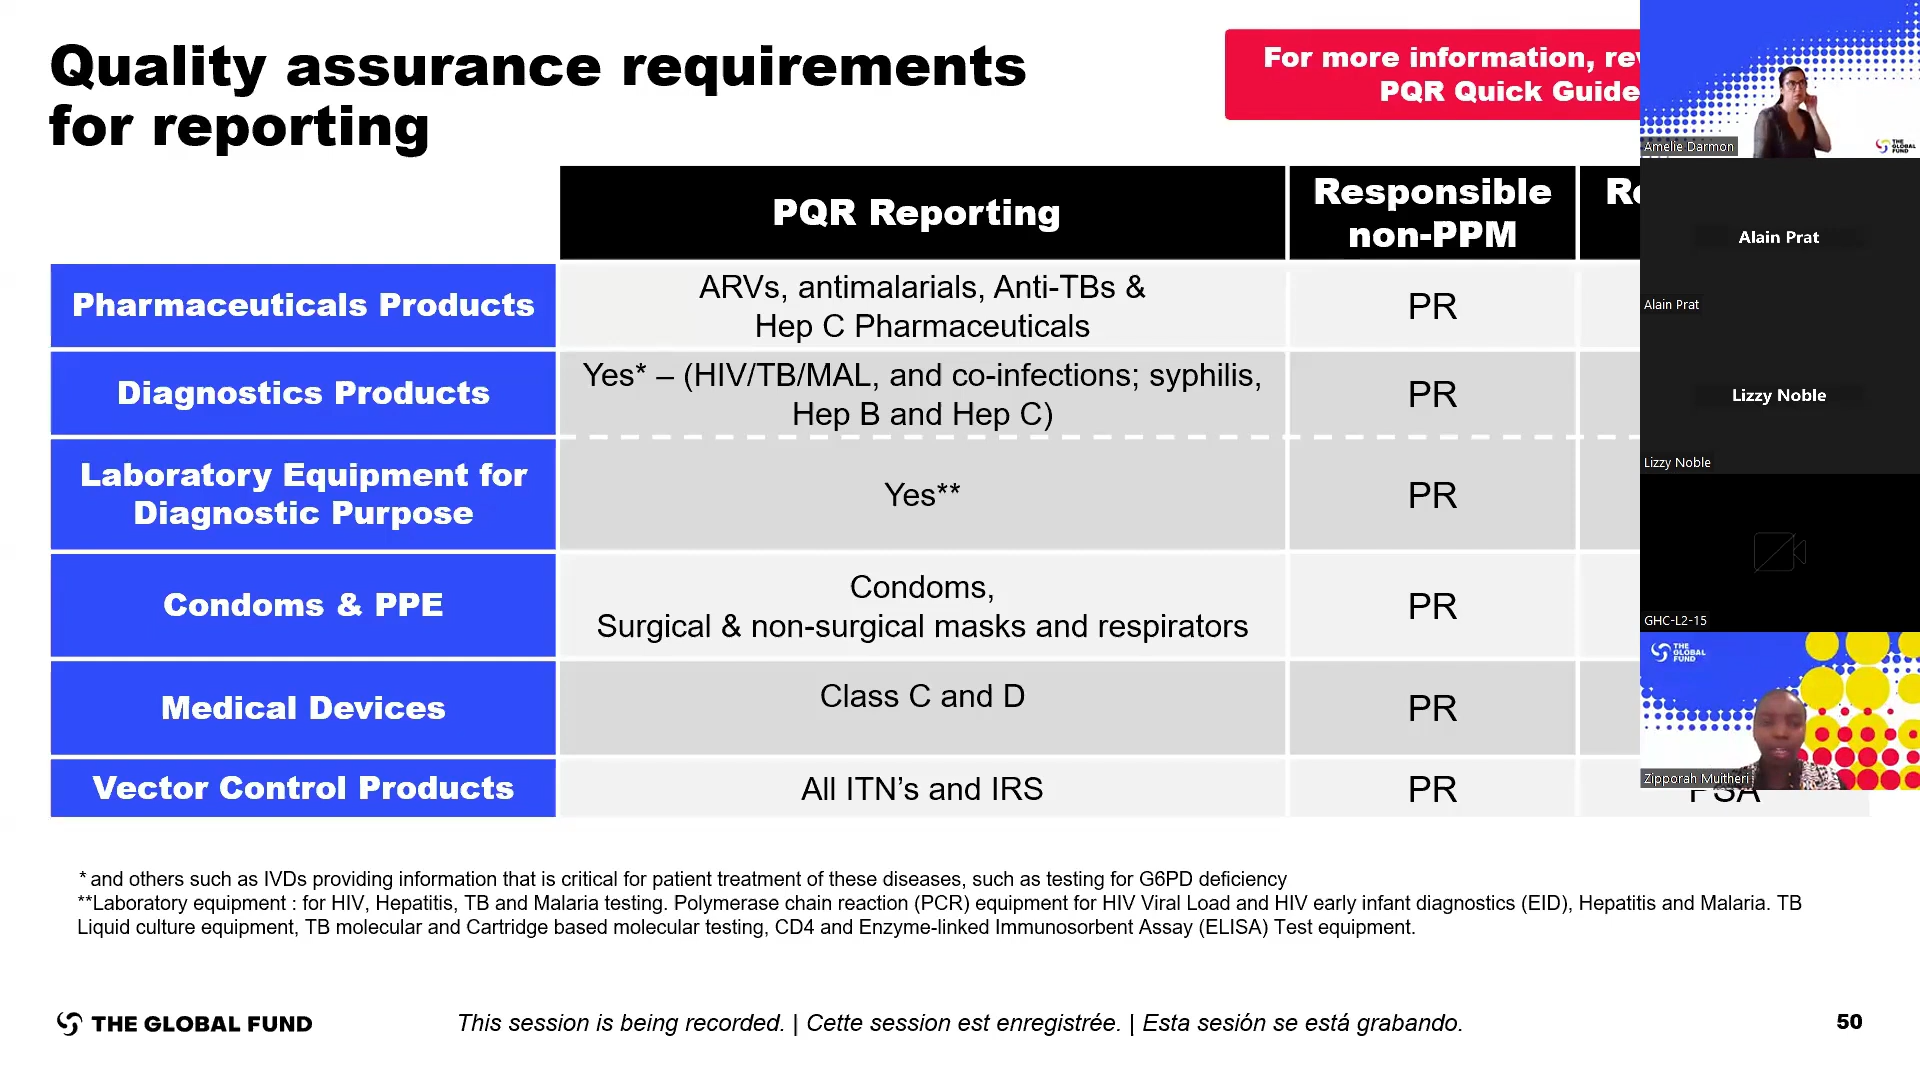 Quality assurance requirements
for reporting
For more information, re
PQR Quick Guide
PQR Reporting
Responsible
non-PPM
Pharmaceuticals Products
ARVs, antimalarials, Anti-TBs &
Hep C Pharmaceuticals
PR
Diagnostics Products
Yes* – (HIV/TB/MAL, and co-infections; syphilis,
Hep B and Hep C)
PR
Laboratory Equipment for
Diagnostic Purpose
Yes**
PR
Condoms & PPE
Condoms,
Surgical & non-surgical masks and respirators
PR
Medical Devices
Class C and D
PR
Vector Control Products
All ITN’s and IRS
PR
PSA
* and others such as IVDs providing information that is critical for patient treatment of these diseases, such as testing for G6PD deficiency
**Laboratory equipment : for HIV, Hepatitis, TB and Malaria testing. Polymerase chain reaction (PCR) equipment for HIV Viral Load and HIV early infant diagnostics (EID), Hepatitis and Malaria. TB
Liquid culture equipment, TB molecular and Cartridge based molecular testing, CD4 and Enzyme-linked Immunosorbent Assay (ELISA) Test equipment.
THE GLOBAL FUND
This session is being recorded. | Cette session est enregistrée. | Esta sesión se está grabando.
50
Amelie Darmon
THE
GLOBAL
FUND
Alain Prat
Alain Prat
Lizzy Noble
Lizzy Noble
GHC-L2-15
THE
GLOBAL
FUND
Zipporah Muitheri